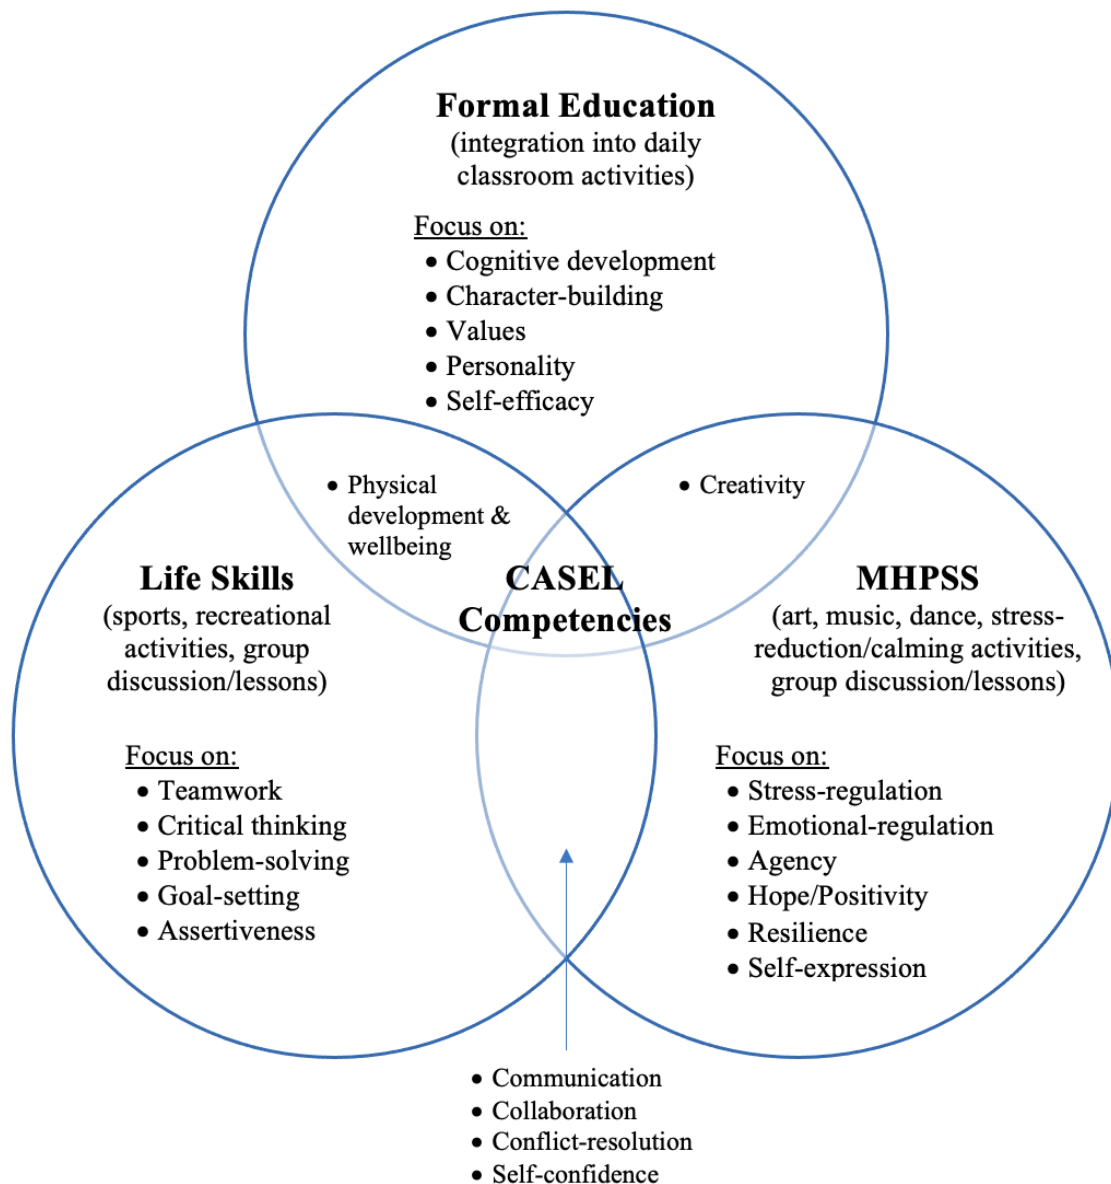 Formal Education
(integration into daily
classroom activities)
Focus on:
• Cognitive development
• Character-building
• Values
• Personality
• Self-efficacy
• Physical
development &
wellbeing
• Creativity
Life Skills
(sports, recreational
activities, group
discussion/lessons)
CASEL
Competencies
MHPSS
(art, music, dance, stress-
reduction/calming activities,
group discussion/lessons)
Focus on:
• Teamwork
• Critical thinking
• Problem-solving
• Goal-setting
• Assertiveness
Focus on:
• Stress-regulation
• Emotional-regulation
• Agency
• Hope/Positivity
• Resilience
• Self-expression
• Communication
• Collaboration
• Conflict-resolution
• Self-confidence